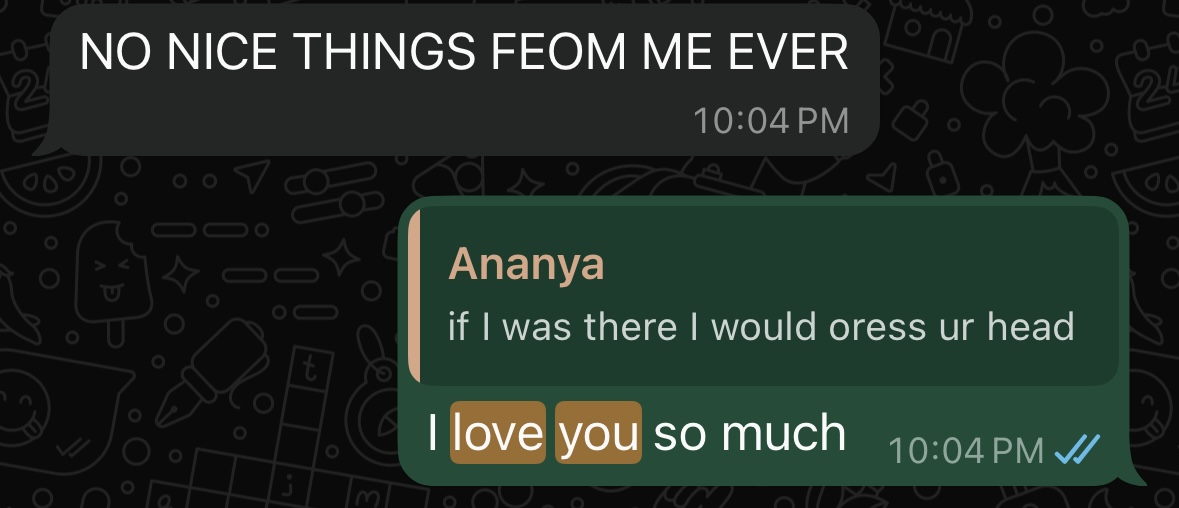 NO NICE THINGS FEOM ME EVER
10:04 PM
Ananya
if I was there I would oress ur head
I love you so much
10:04 PM